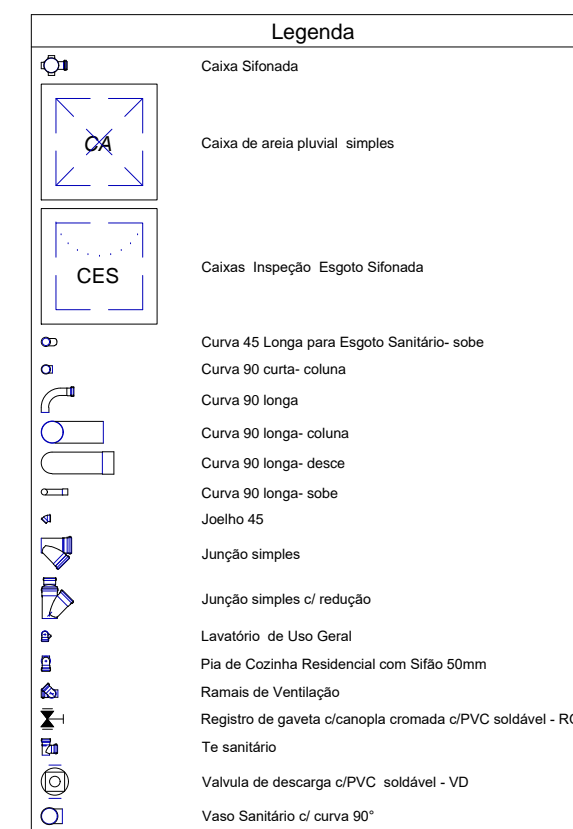 Legenda
Caixa Sifonada
CA
Caixa de areia pluvial simples
CES
Caixas Inspeção Esgoto Sifonada
Curva 45 Longa para Esgoto Sanitário- sobe
Curva 90 curta- coluna
Curva 90 longa
Curva 90 longa- coluna
Curva 90 longa- desce
Curva 90 longa- sobe
Joelho 45
Junção simples
Junção simples c/ redução
Lavatório de Uso Geral
Pia de Cozinha Residencial com Sifão 50mm
Ramais de Ventilação
Registro de gaveta c/canopla cromada c/PVC soldável -
Te sanitário
Valvula de descarga c/PVC soldável - VD
Vaso Sanitário c/ curva 90°